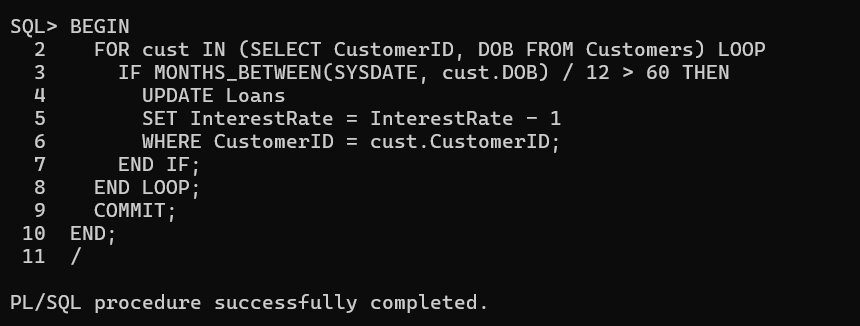 SQL> BEGIN
  2    FOR cust IN (SELECT CustomerID, DOB FROM Customers) LOOP
  3      IF MONTHS_BETWEEN(SYSDATE, cust.DOB) / 12 > 60 THEN
  4        UPDATE Loans
  5        SET InterestRate = InterestRate - 1
  6        WHERE CustomerID = cust.CustomerID;
  7      END IF;
  8    END LOOP;
  9    COMMIT;
 10  END;
 11  /
PL/SQL procedure successfully completed.